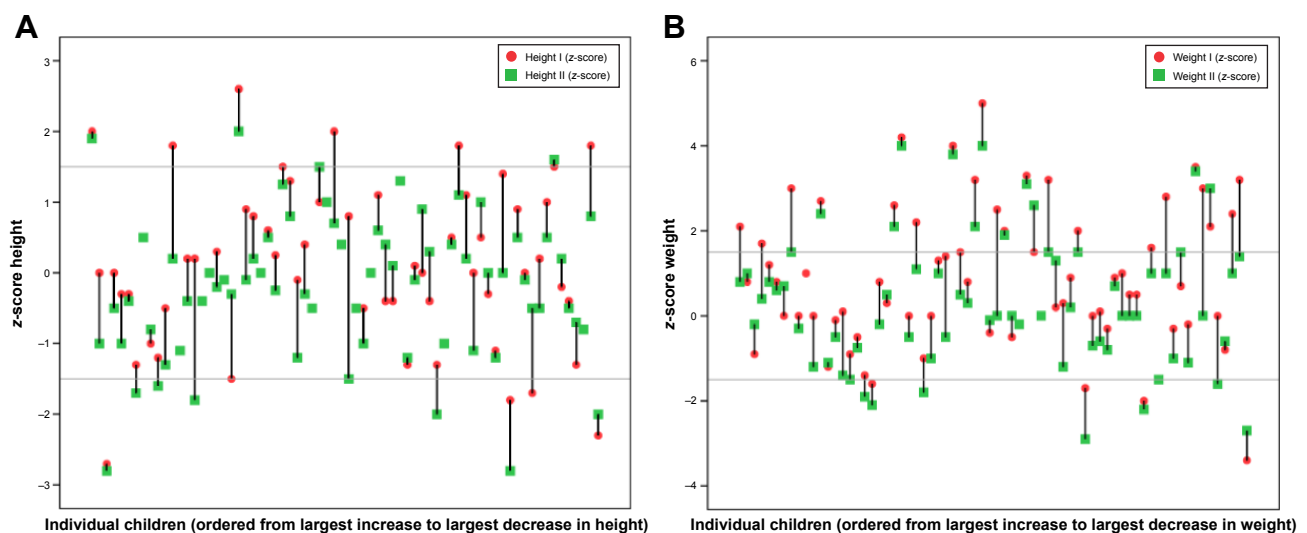 A
z-score height
3
2
1
0
–1
–2
–3
Height I (z-score)
Height II (z-score)
Individual children (ordered from largest increase to largest decrease in height)
B
z-score weight
6
4
2
0
–2
–4
Weight I (z-score)
Weight II (z-score)
Individual children (ordered from largest increase to largest decrease in weight)